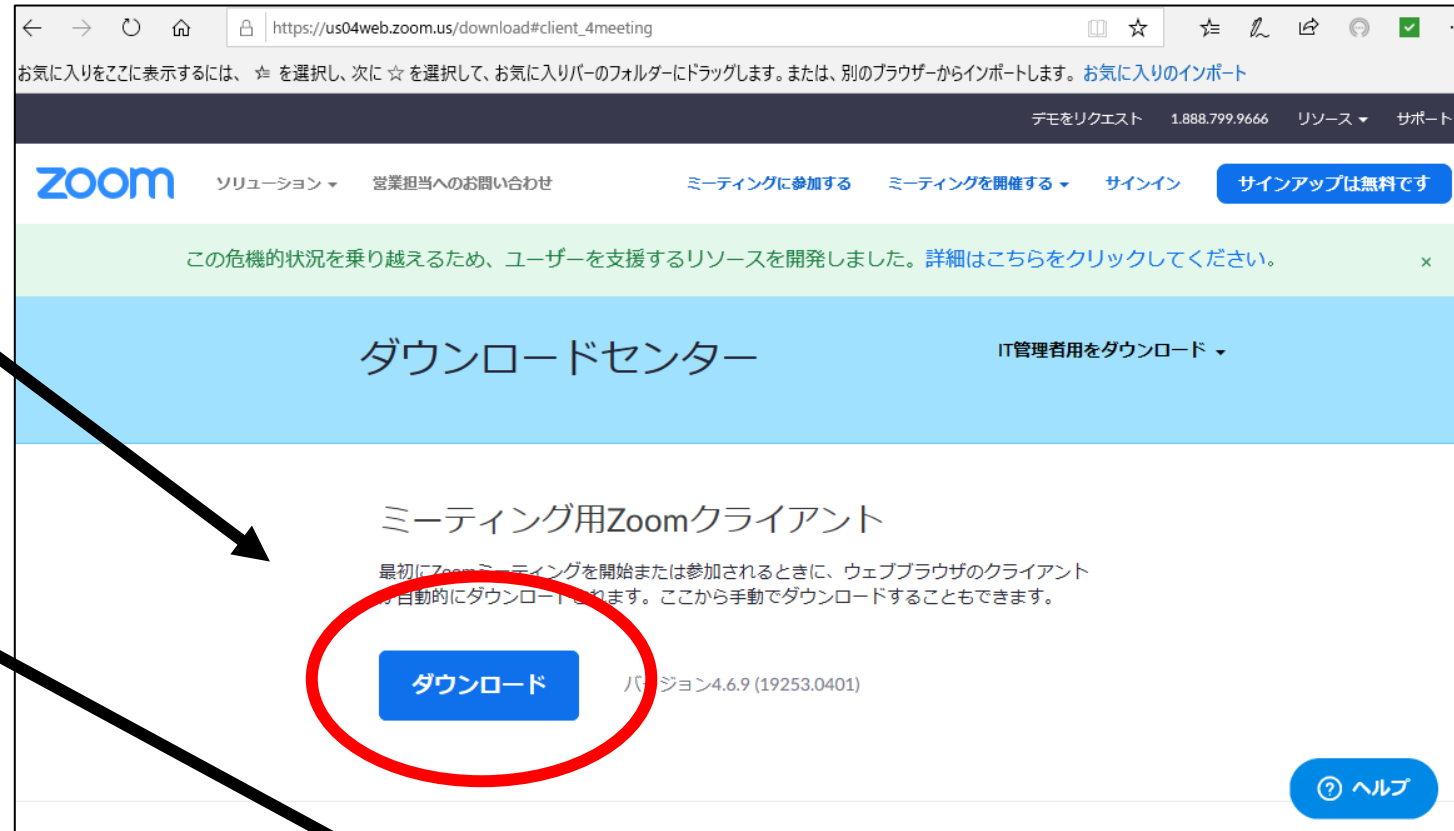 https://us04web.zoom.us/download#client_4meeting
お気に入りをここに表示するには、 を選択し、次に ☆ を選択して、お気に入りバーのフォルダーにドラッグします。または、別のブラウザーからインポートします。 お気に入りのインポート
デモをリクエスト 1.888.799.9666 リソース サポート
zoom ソリューション 営業担当へのお問い合わせ ミーティングに参加する ミーティングを開催する サインイン サインアップは無料です
この危機的状況を乗り越えるため、ユーザーを支援するリソースを開発しました。詳細はこちらをクリックしてください。 ×
ダウンロードセンター IT管理者用をダウンロード
ミーティング用Zoomクライアント
最初にZoomミーティングを開始または参加されるときに、ウェブブラウザのクライアント
が自動的にダウンロードされます。ここから手動でダウンロードすることもできます。
ダウンロード バージョン4.6.9 (19253.0401)
ヘルプ